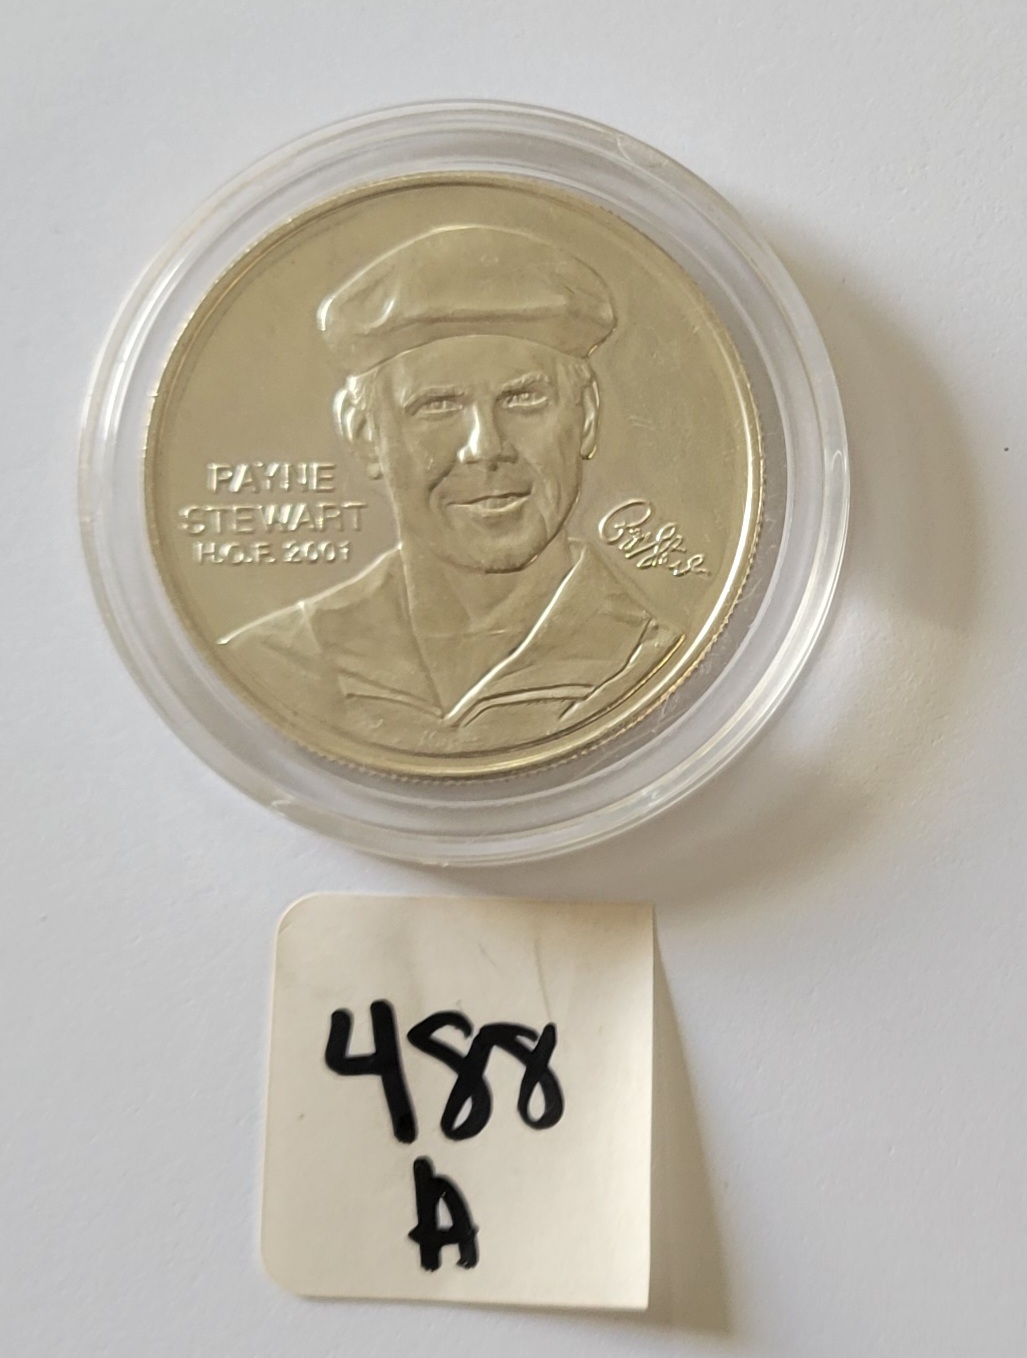 PAYNE
STEWART
H.O.F. 2001
488
A